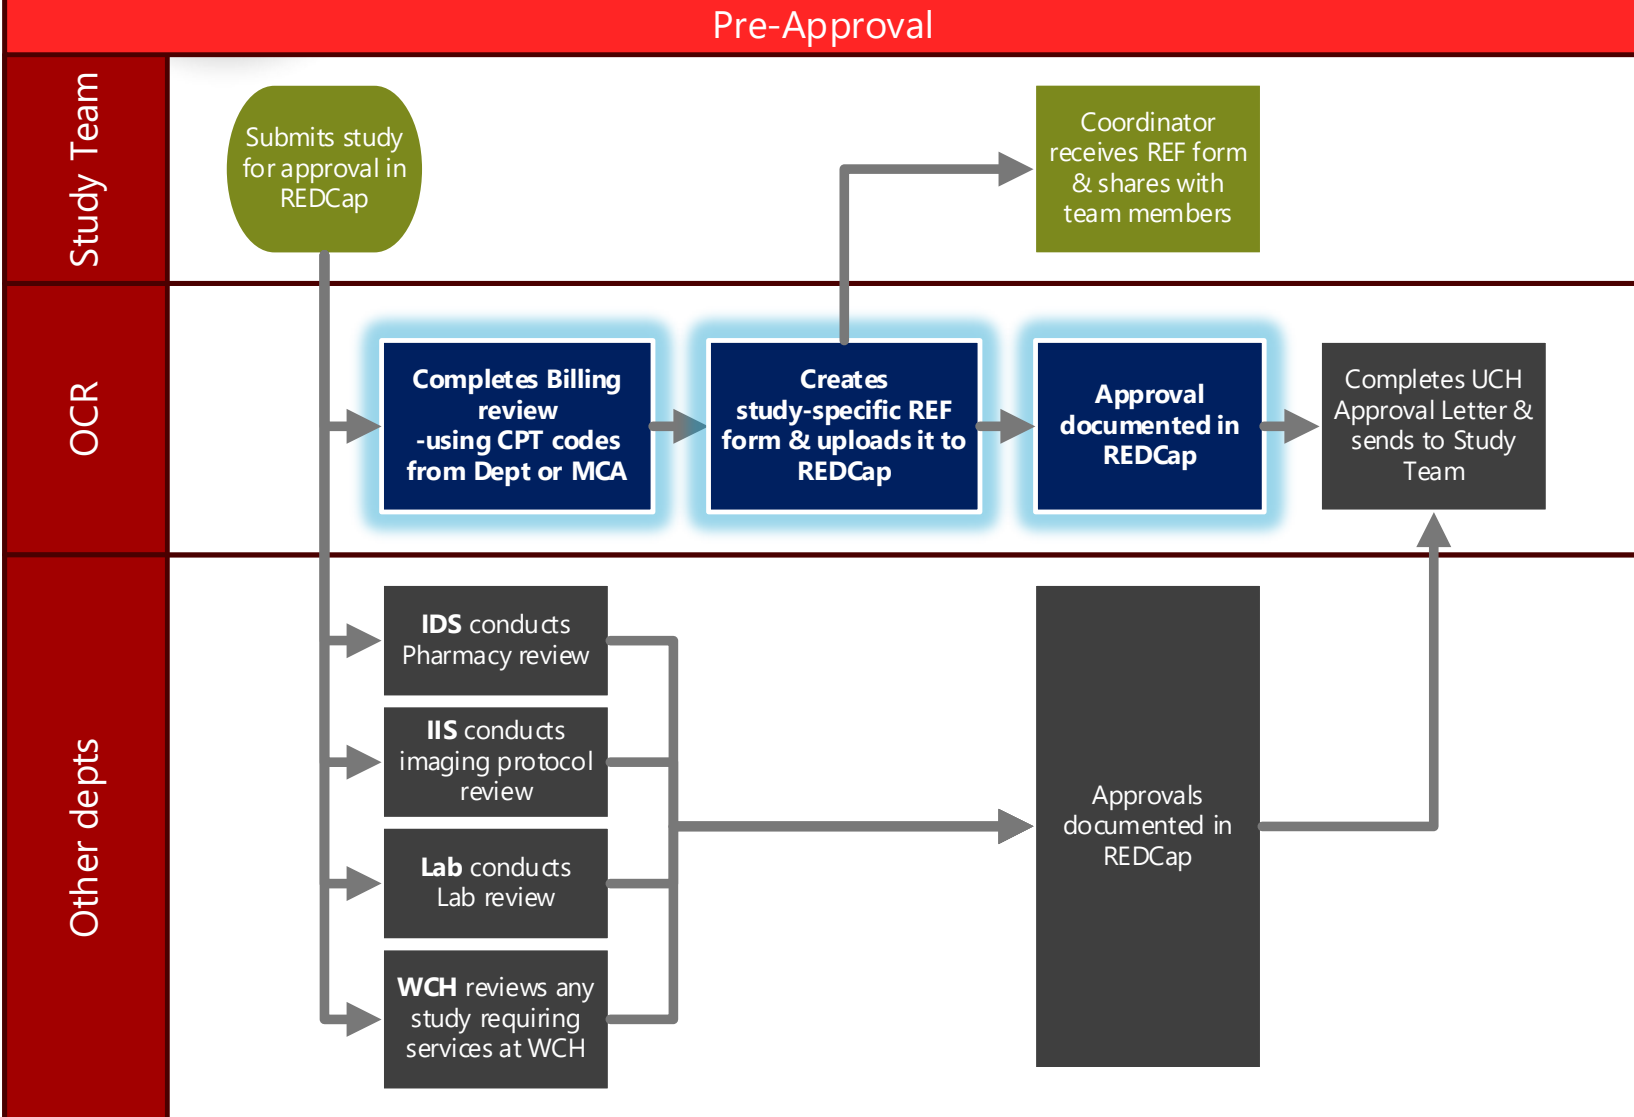 Pre-Approval
Study Team
Submits study
for approval in
REDCap
Coordinator
receives REF form
& shares with
team members
OCR
Completes Billing
review
-using CPT codes
from Dept or MCA
Creates
study-specific REF
form & uploads it to
REDCap
Approval
documented in
REDCap
Completes UCH
Approval Letter &
sends to Study
Team
Other depts
IDS conducts
Pharmacy review
IIS conducts
imaging protocol
review
Lab conducts
Lab review
WCH reviews any
study requiring
services at WCH
Approvals
documented in
REDCap